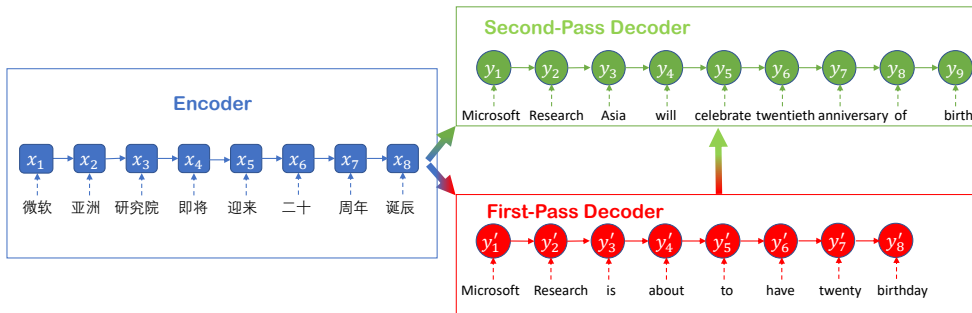 Encoder
x₁ x₂ x₃ x₄ x₅ x₆ x₇ x₈
微软 亚洲 研究院 即将 迎来 二十 周年 诞辰
Second-Pass Decoder
y₁ y₂ y₃ y₄ y₅ y₆ y₇ y₈ y₉
Microsoft Research Asia will celebrate twentieth anniversary of birth
First-Pass Decoder
y′₁ y′₂ y′₃ y′₄ y′₅ y′₆ y′₇ y′₈
Microsoft Research is about to have twenty birthday